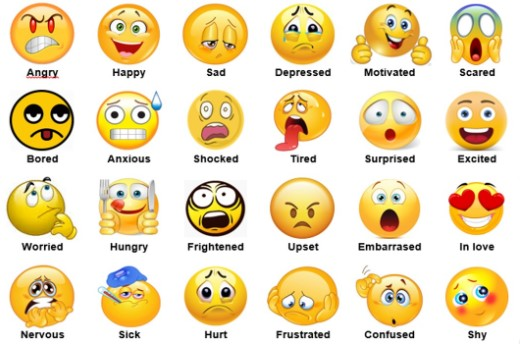 Angry Happy Sad Depressed Motivated Scared
Bored Anxious Shocked Tired Surprised Excited
Worried Hungry Frightened Upset Embarrased In love
Nervous Sick Hurt Frustrated Confused Shy